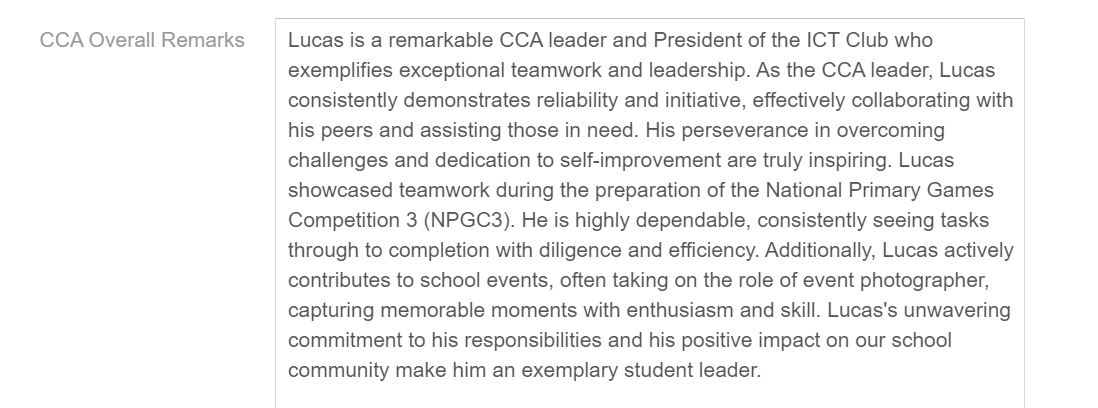 CCA Overall Remarks
Lucas is a remarkable CCA leader and President of the ICT Club who
exemplifies exceptional teamwork and leadership. As the CCA leader, Lucas
consistently demonstrates reliability and initiative, effectively collaborating with
his peers and assisting those in need. His perseverance in overcoming
challenges and dedication to self-improvement are truly inspiring. Lucas
showcased teamwork during the preparation of the National Primary Games
Competition 3 (NPGC3). He is highly dependable, consistently seeing tasks
through to completion with diligence and efficiency. Additionally, Lucas actively
contributes to school events, often taking on the role of event photographer,
capturing memorable moments with enthusiasm and skill. Lucas's unwavering
commitment to his responsibilities and his positive impact on our school
community make him an exemplary student leader.